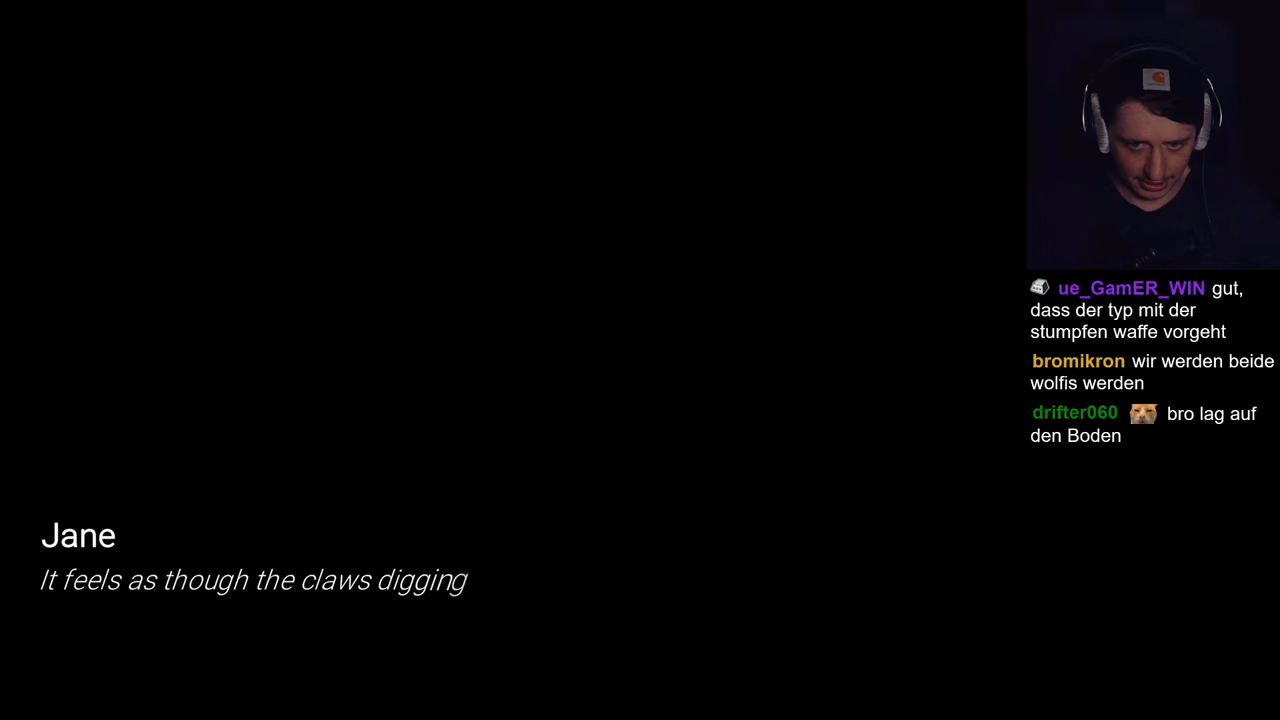 ue_GamER_WIN gut,
dass der typ mit der
stumpfen waffe vorgeht
bromikron wir werden beide
wolfis werden
drifter060 bro lag auf
den Boden
Jane
It feels as though the claws digging